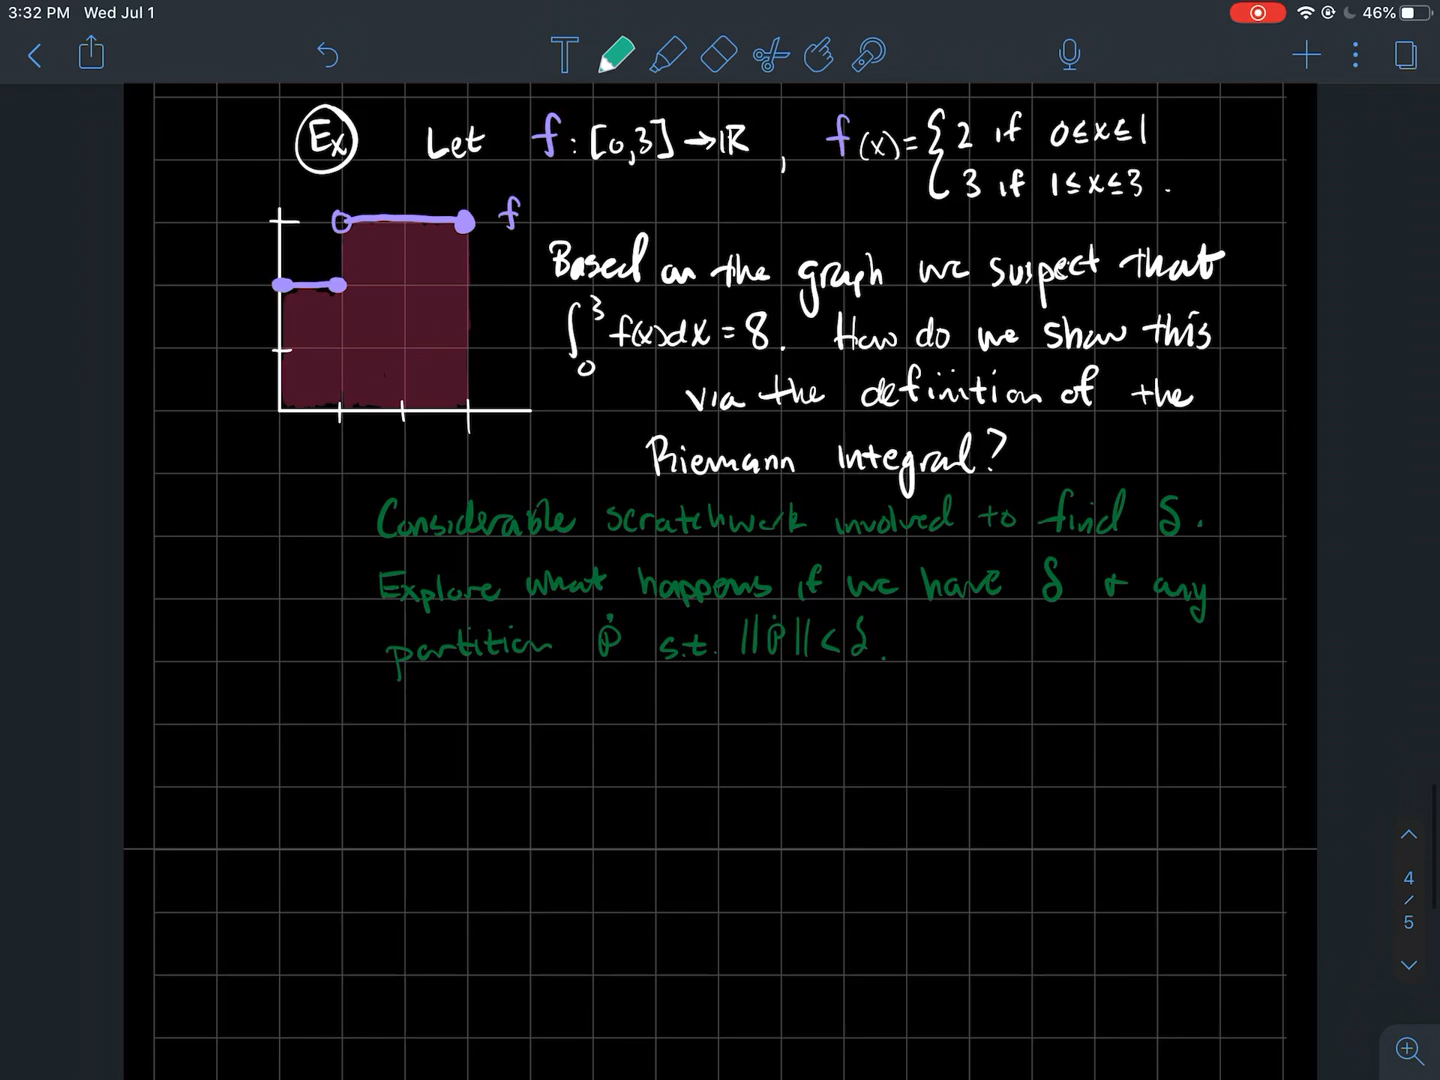 3:32 PM Wed Jul 1
46%
T
Ex Let f : [0,3] → ℝ , f(x) = { 2 if 0≤x≤1
3 if 1≤x≤3 .
f
Based on the graph we suspect that
∫₀³ f(x)dx = 8. How do we show this
via the definition of the
Riemann Integral?
Considerable scratchwork involved to find δ.
Explore what happens if we have δ + any
partition Ṗ s.t. ||Ṗ|| < δ.
4
/
5